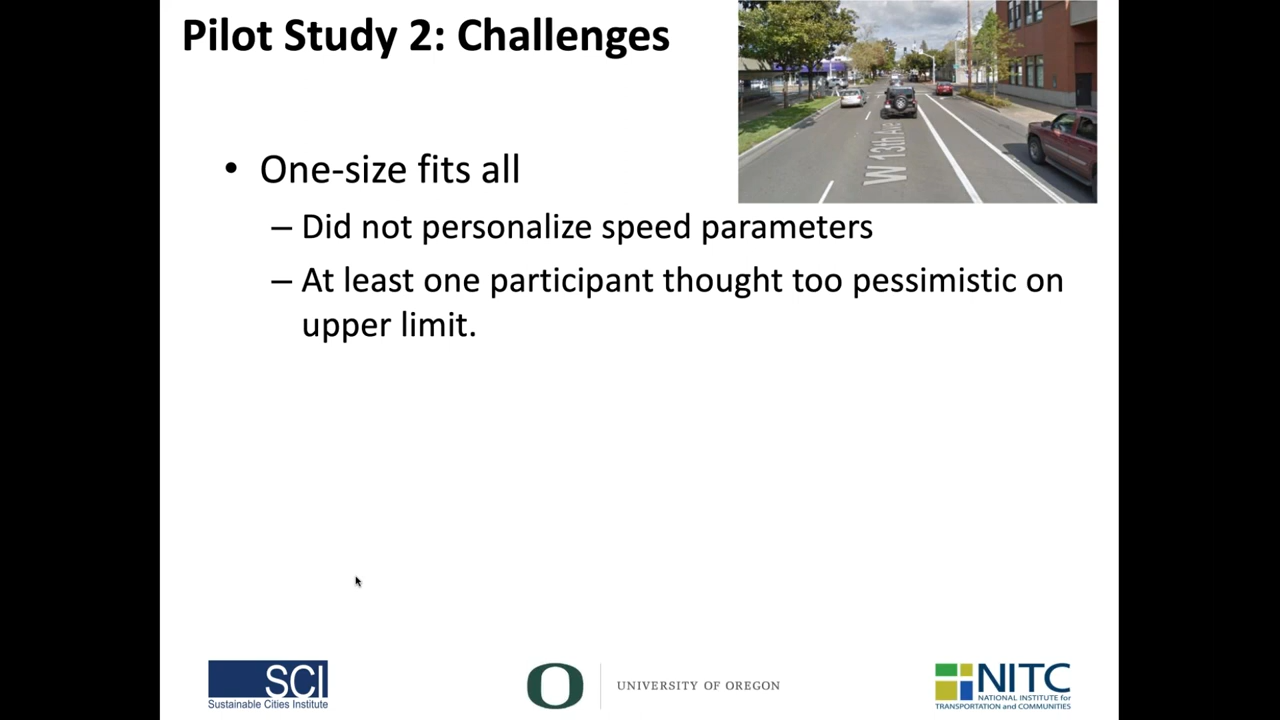 Pilot Study 2: Challenges
W 13th Ave
• One-size fits all
– Did not personalize speed parameters
– At least one participant thought too pessimistic on
upper limit.
SCI
Sustainable Cities Institute
O
UNIVERSITY OF OREGON
NITC
NATIONAL INSTITUTE for
TRANSPORTATION and COMMUNITIES